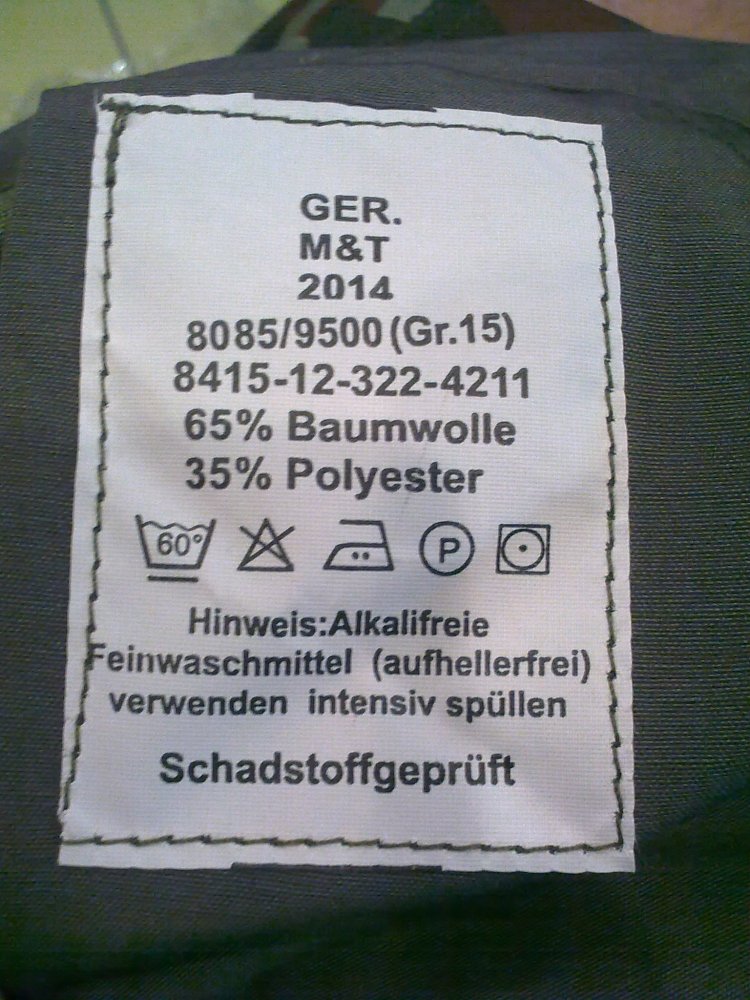 GER.
M&T
2014
8085/9500 (Gr.15)
8415-12-322-4211
65% Baumwolle
35% Polyester
60° P
Hinweis:Alkalifreie
Feinwaschmittel (aufhellerfrei)
verwenden intensiv spüllen
Schadstoffgeprüft